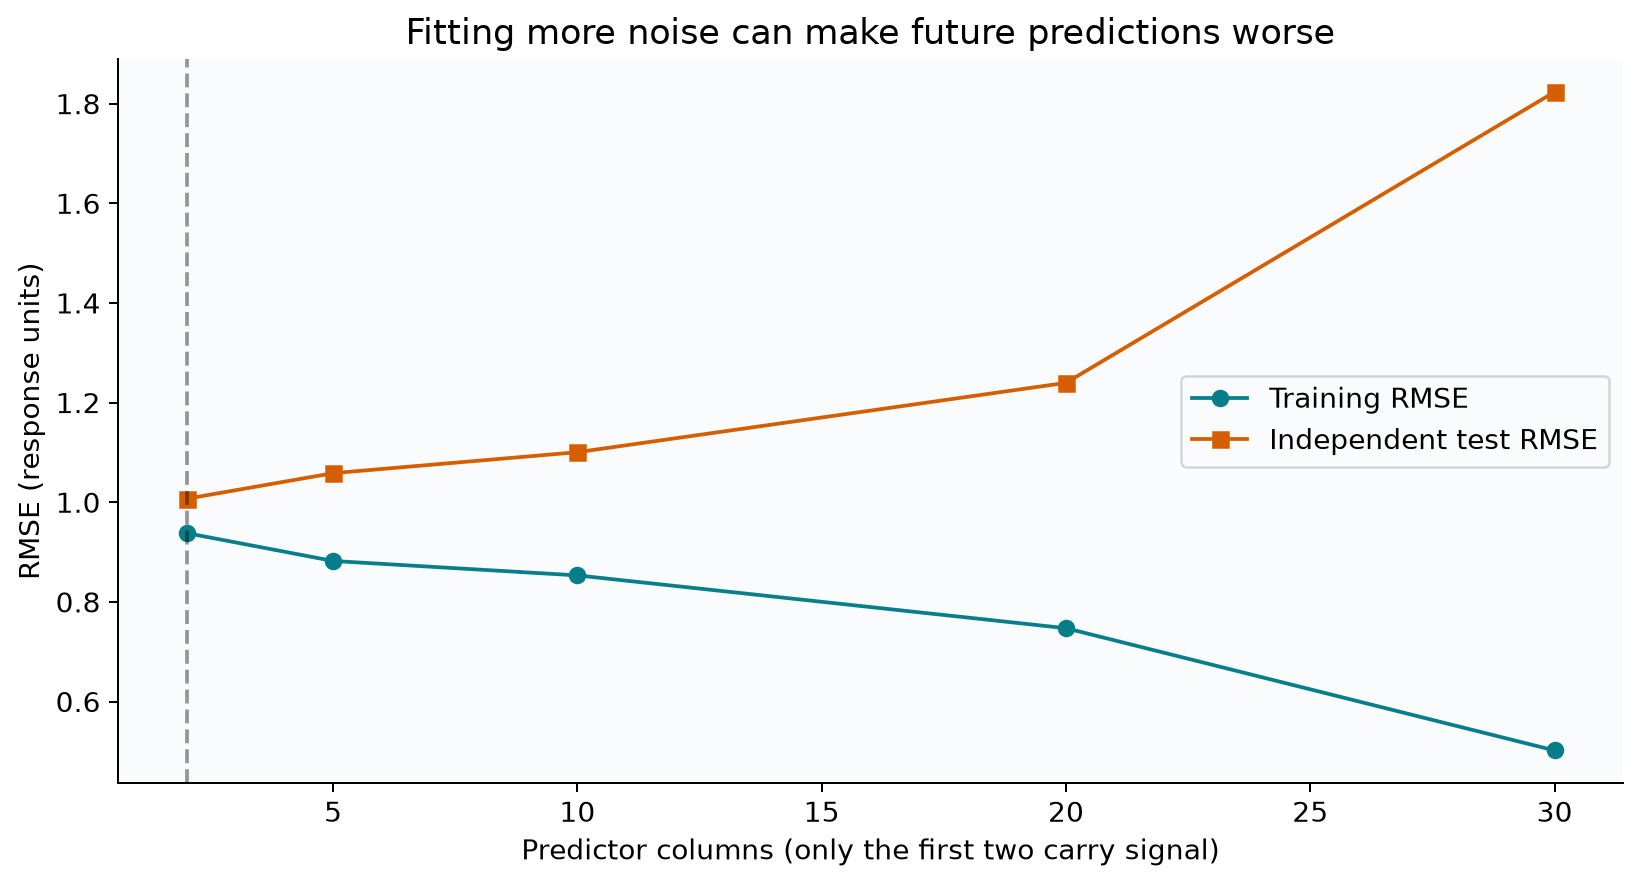 Fitting more noise can make future predictions worse
RMSE (response units)
1.8
1.6
1.4
1.2
1.0
0.8
0.6
Training RMSE
Independent test RMSE
5
10
15
20
25
30
Predictor columns (only the first two carry signal)